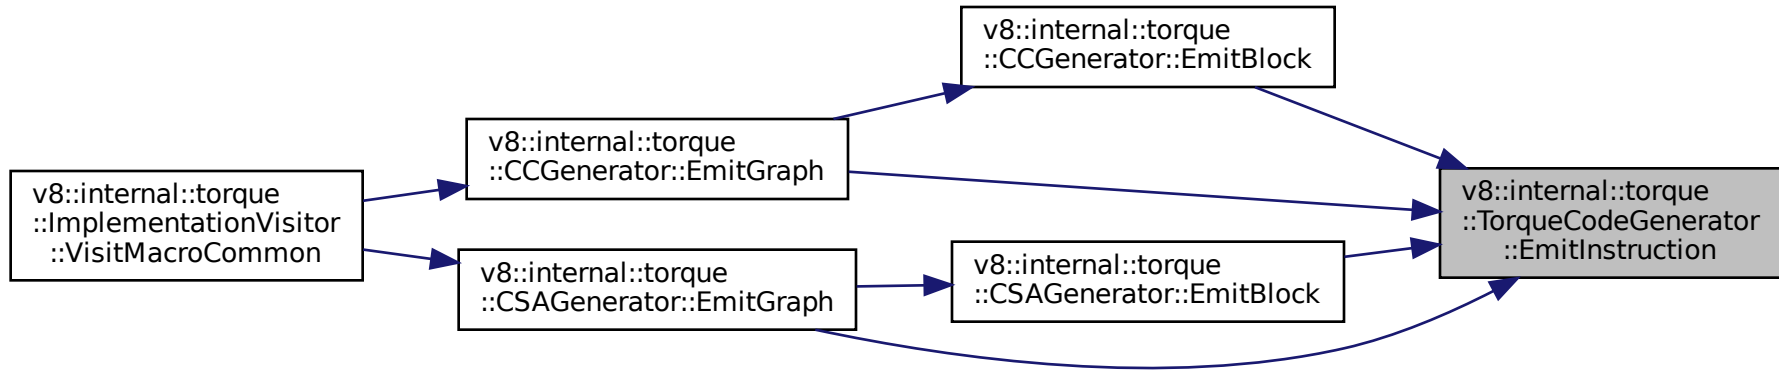 v8::internal::torque
::CCGenerator::EmitBlock
v8::internal::torque
::CCGenerator::EmitGraph
v8::internal::torque
::ImplementationVisitor
::VisitMacroCommon
v8::internal::torque
::TorqueCodeGenerator
::EmitInstruction
v8::internal::torque
::CSAGenerator::EmitGraph
v8::internal::torque
::CSAGenerator::EmitBlock